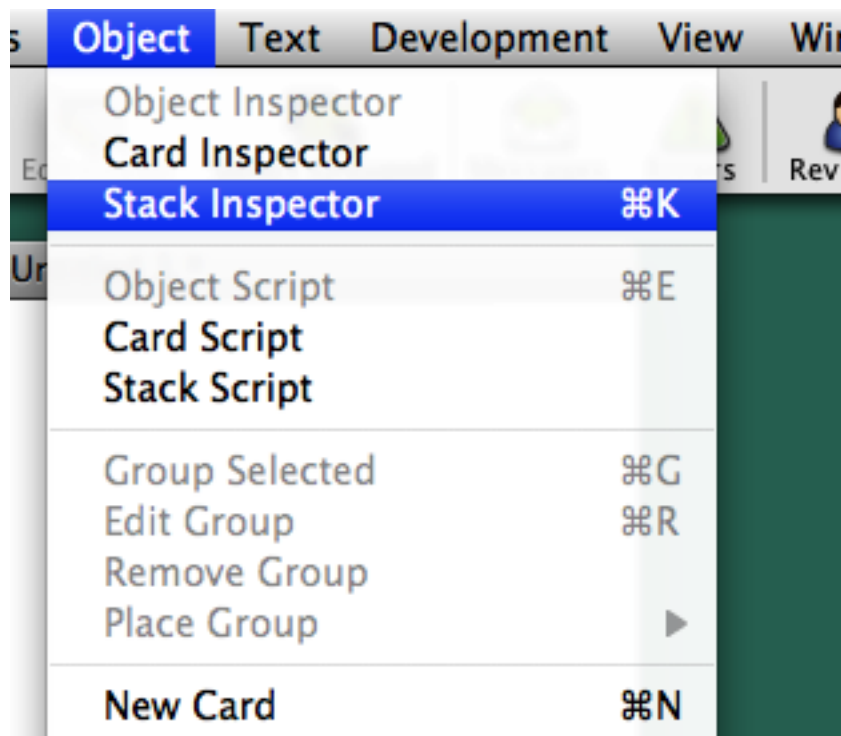 s Object Text Development View Wi
Object Inspector
Card Inspector
Stack Inspector ⌘K
Object Script ⌘E
Card Script
Stack Script
Group Selected ⌘G
Edit Group ⌘R
Remove Group
Place Group
New Card ⌘N